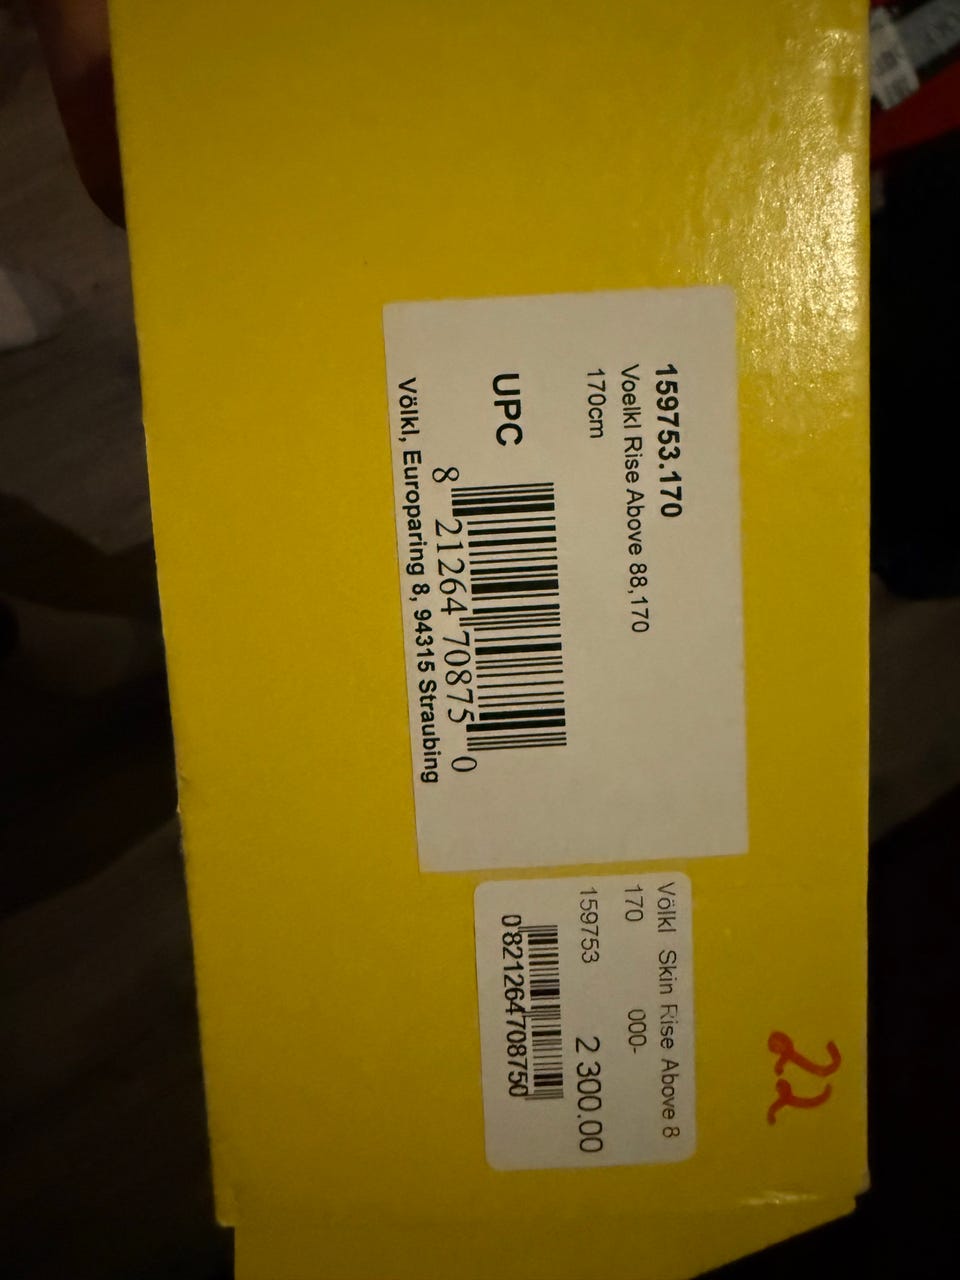 159753.170
Voelkl Rise Above 88,170
170cm
UPC
8 21264 70875 0
Völkl, Europaring 8, 94315 Straubing
Völkl Skin Rise Above 8
170 000-
159753 2 300.00
0821264708750
22